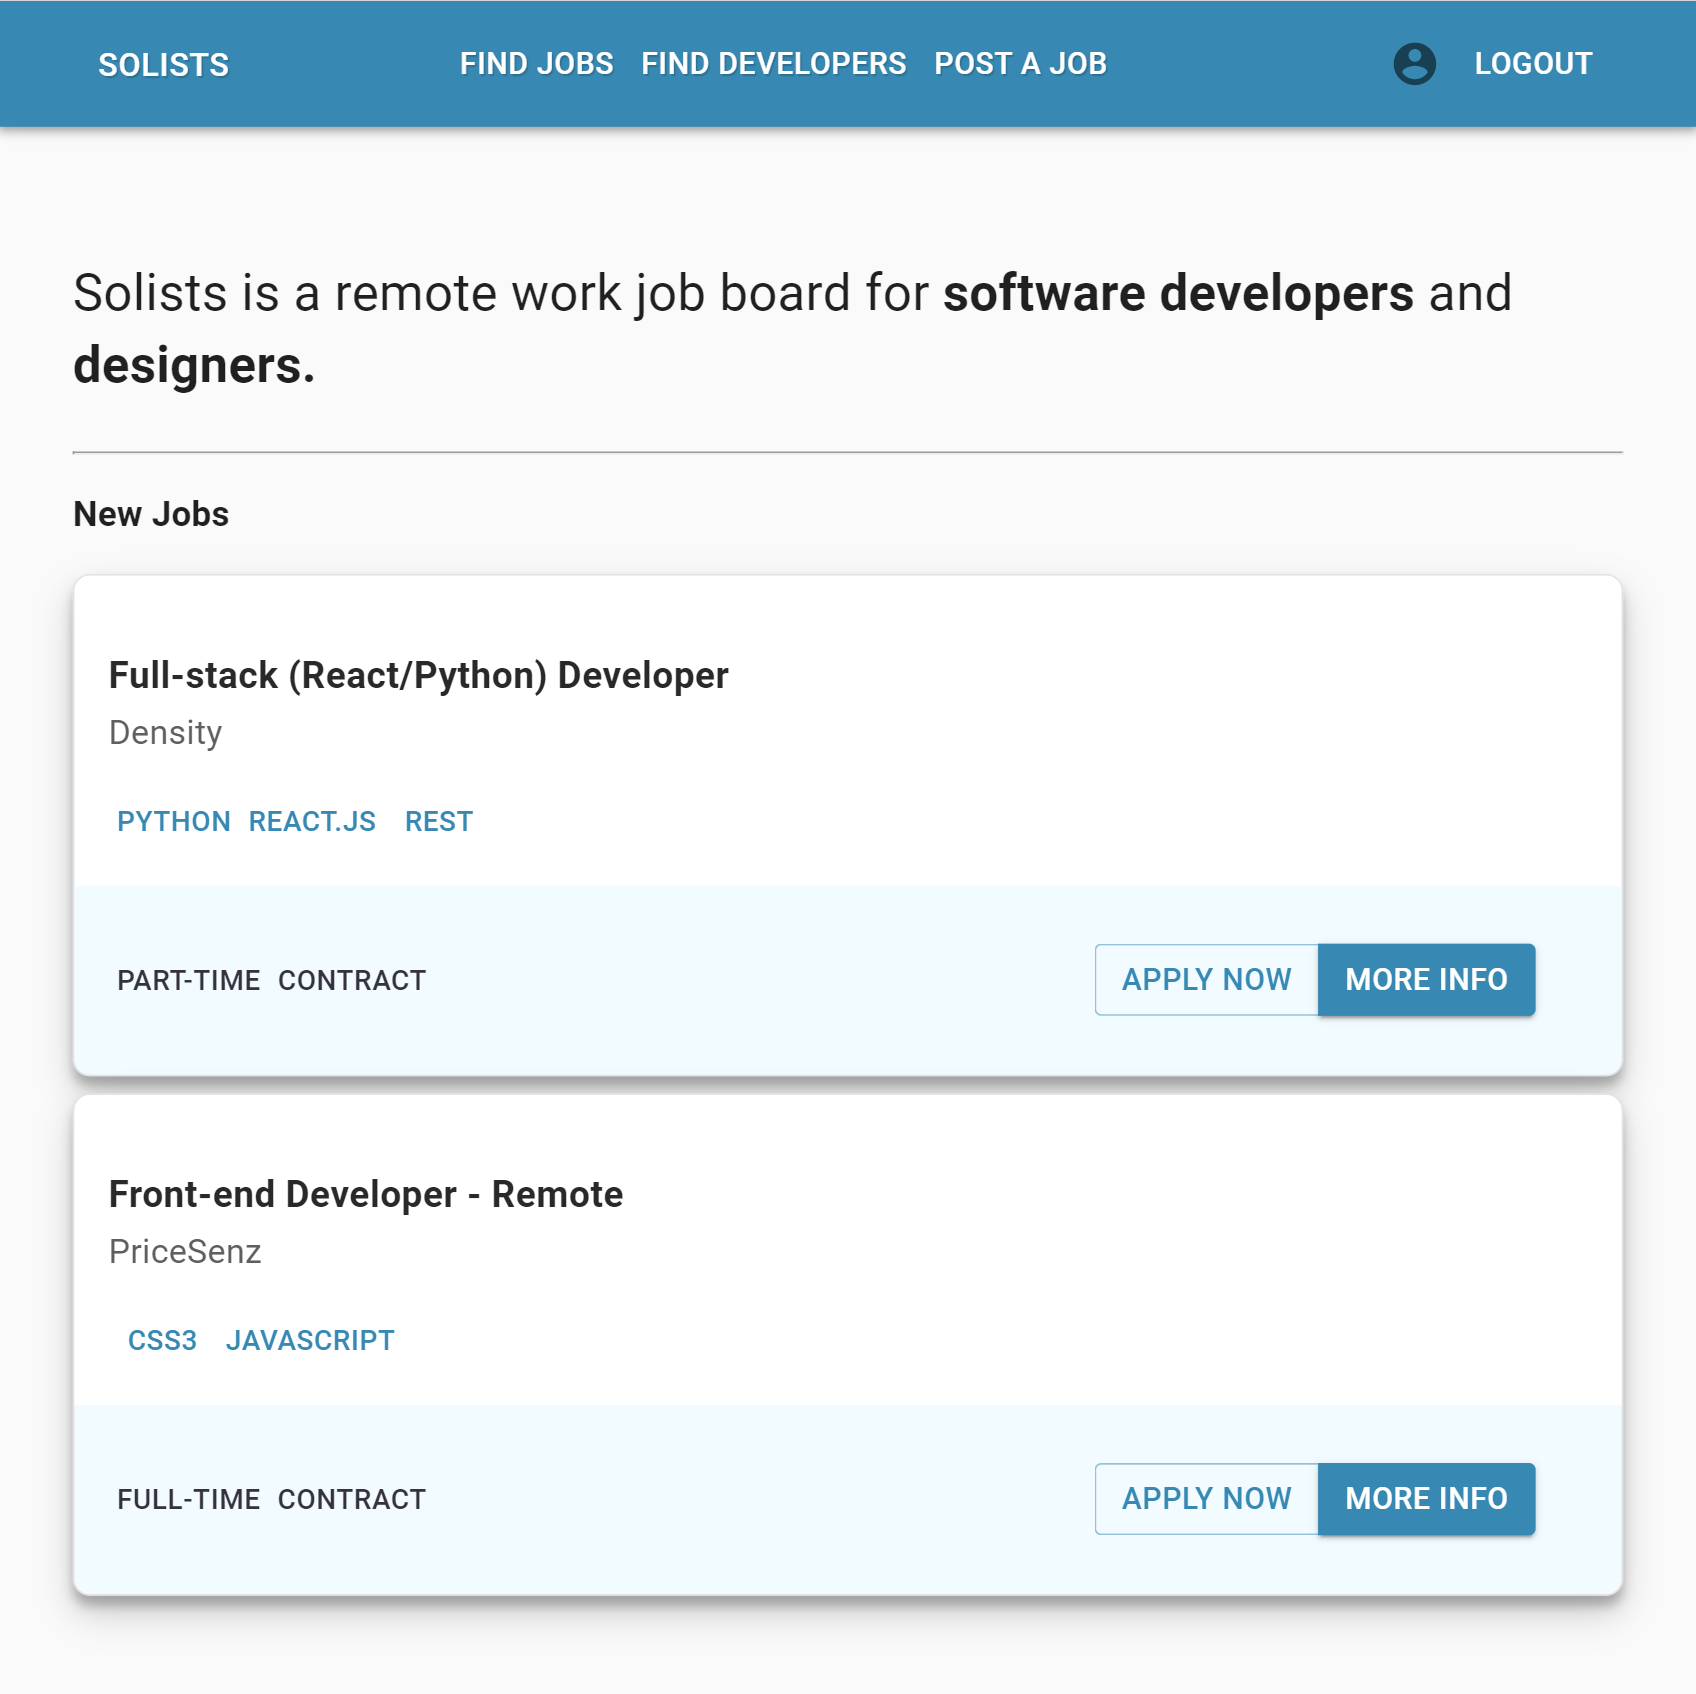 SOLISTS FIND JOBS FIND DEVELOPERS POST A JOB LOGOUT
Solists is a remote work job board for software developers and
designers.
New Jobs
Full-stack (React/Python) Developer
Density
PYTHON REACT.JS REST
PART-TIME CONTRACT APPLY NOW MORE INFO
Front-end Developer - Remote
PriceSenz
CSS3 JAVASCRIPT
FULL-TIME CONTRACT APPLY NOW MORE INFO